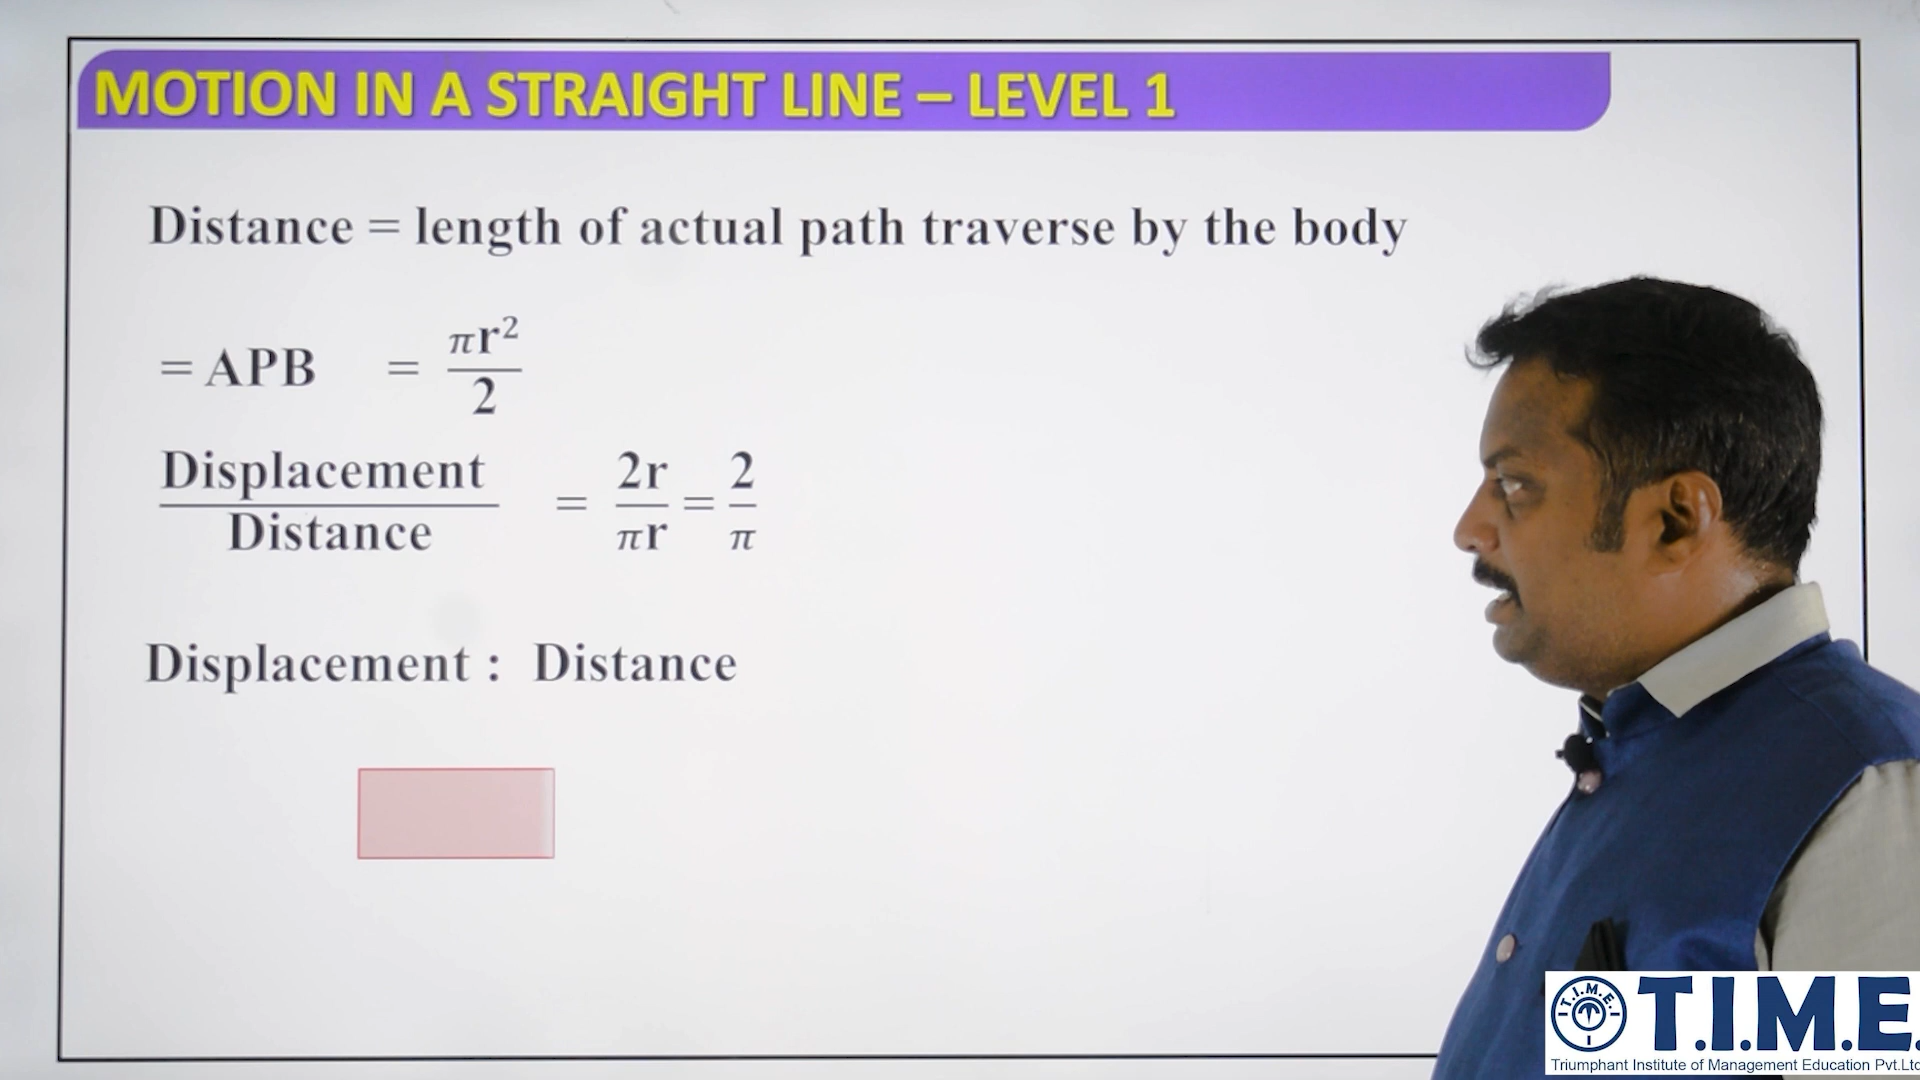 MOTION IN A STRAIGHT LINE – LEVEL 1
Distance = length of actual path traverse by the body
= APB = πr²/2
Displacement/Distance = 2r/πr = 2/π
Displacement : Distance
T.I.M.E.
T.I.M.E.
Triumphant Institute of Management Education Pvt.Ltd